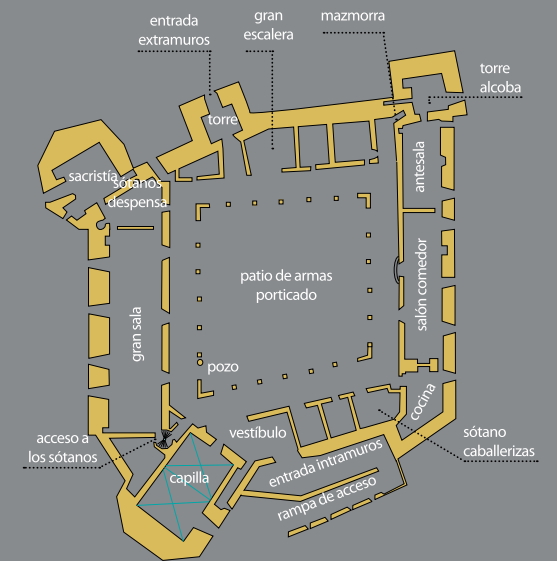 entrada
extramuros
gran
escalera
mazmorra
torre
alcoba
torre
antesala
sacristía
sótanos
despensa
patio de armas
porticado
salón comedor
gran sala
pozo
cocina
vestíbulo
acceso a
los sótanos
sótano
caballerizas
entrada intramuros
capilla
rampa de acceso